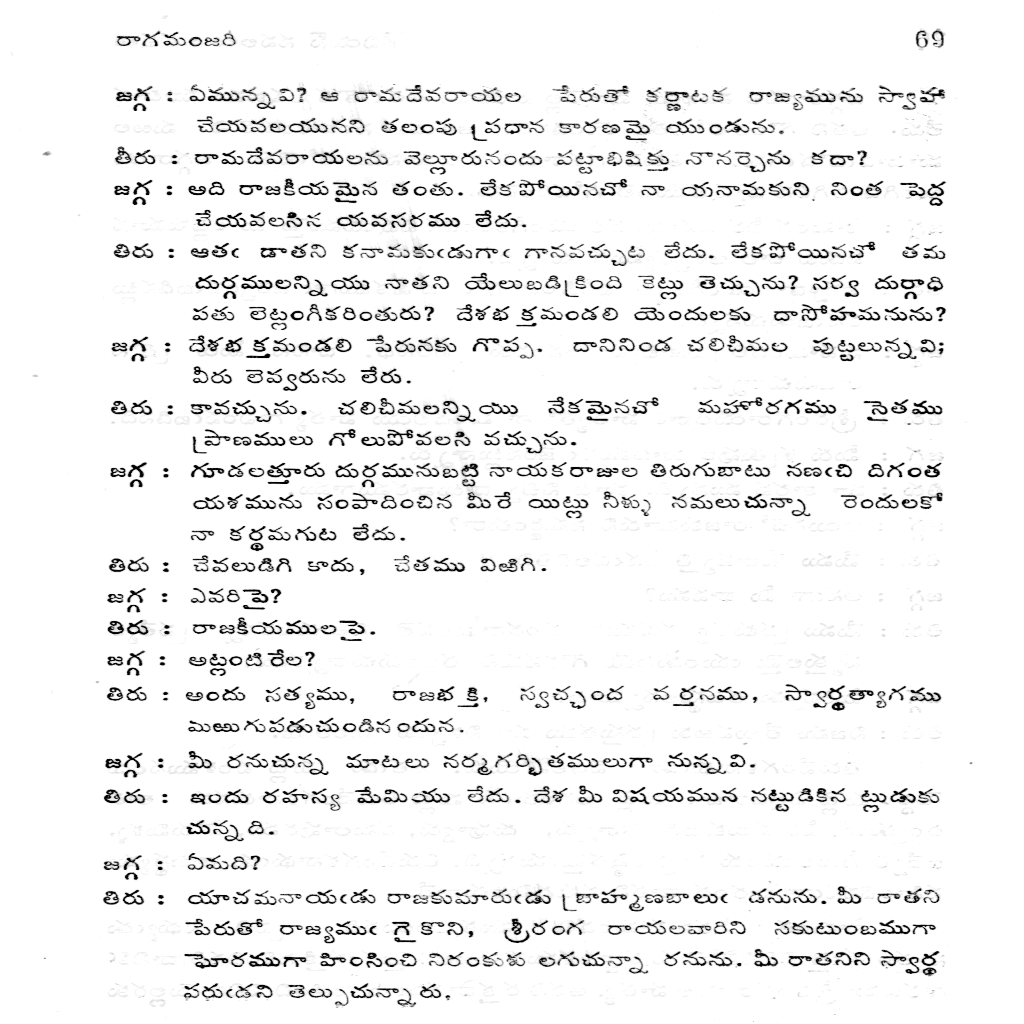 రాగమంజరి 69
జగ్గ : ఏమున్నవి? ఆ రామదేవరాయల పేరుతో కర్ణాటక రాజ్యమును స్వాహా
చేయవలయునని తలంపు ప్రధాన కారణమై యుండును.
తిరు : రామదేవరాయలను వెల్లూరునందు పట్టాభిషిక్తు నొనర్చెను కదా?
జగ్గ : అది రాజకీయమైన తంతు. లేకపోయినచో నా యనామకుని నింత పెద్ద
చేయవలసిన యవసరము లేదు.
తిరు : ఆతఁ డాతని కనామకుఁడుగాఁ గానవచ్చుట లేదు. లేకపోయినచో తమ
దుర్గములన్నియు నాతని యేలుబడి క్రింది కెట్లు తెచ్చును? సర్వ దుర్గాధి
పతు లెట్లంగీకరింతురు? దేశభక్తమండలి యెందులకు దాసోహమనును?
జగ్గ : దేశభక్తమండలి పేరునకు గొప్ప. దానినిండ చలిచీమల పుట్టలున్నవి;
వీరు లెవ్వరును లేరు.
తిరు : కావచ్చును. చలిచీమలన్నియు నేకమైనచో మహోరగము సైతము
ప్రాణములు గోలుపోవలసి వచ్చును.
జగ్గ : గూడలత్తూరు దుర్గమునుబట్టి నాయకరాజుల తిరుగుబాటు నణఁచి దిగంత
యశమును సంపాదించిన మీరే యిట్లు నీళ్ళు నమలుచున్నా రెందులకో
నా కర్థమగుట లేదు.
తిరు : చేవలుడిగి కాదు, చేతము విఱిగి.
జగ్గ : ఎవరిపై?
తిరు : రాజకీయములపై.
జగ్గ : అట్లంటిరేల?
తిరు : అందు సత్యము, రాజభక్తి, స్వచ్ఛంద వర్తనము, స్వార్థత్యాగము
మఱుగుపడుచుండినందున.
జగ్గ : మీ రనుచున్న మాటలు నర్మగర్భితములుగా నున్నవి.
తిరు : ఇందు రహస్య మేమియు లేదు. దేశ మీ విషయమున నట్టుడికిన ట్లుడుకు
చున్నది.
జగ్గ : ఏమది?
తిరు : యాచమనాయఁడు రాజకుమారుఁడు బ్రాహ్మణబాలుఁ డనును. మీ రాతని
పేరుతో రాజ్యముఁ గైకొని, శ్రీరంగ రాయలవారిని సకుటుంబముగా
ఘోరముగా హింసించి నిరంకుశు లగుచున్నా రనును. మీ రాతనిని స్వార్థ
పరుఁడని తెల్పుచున్నారు.